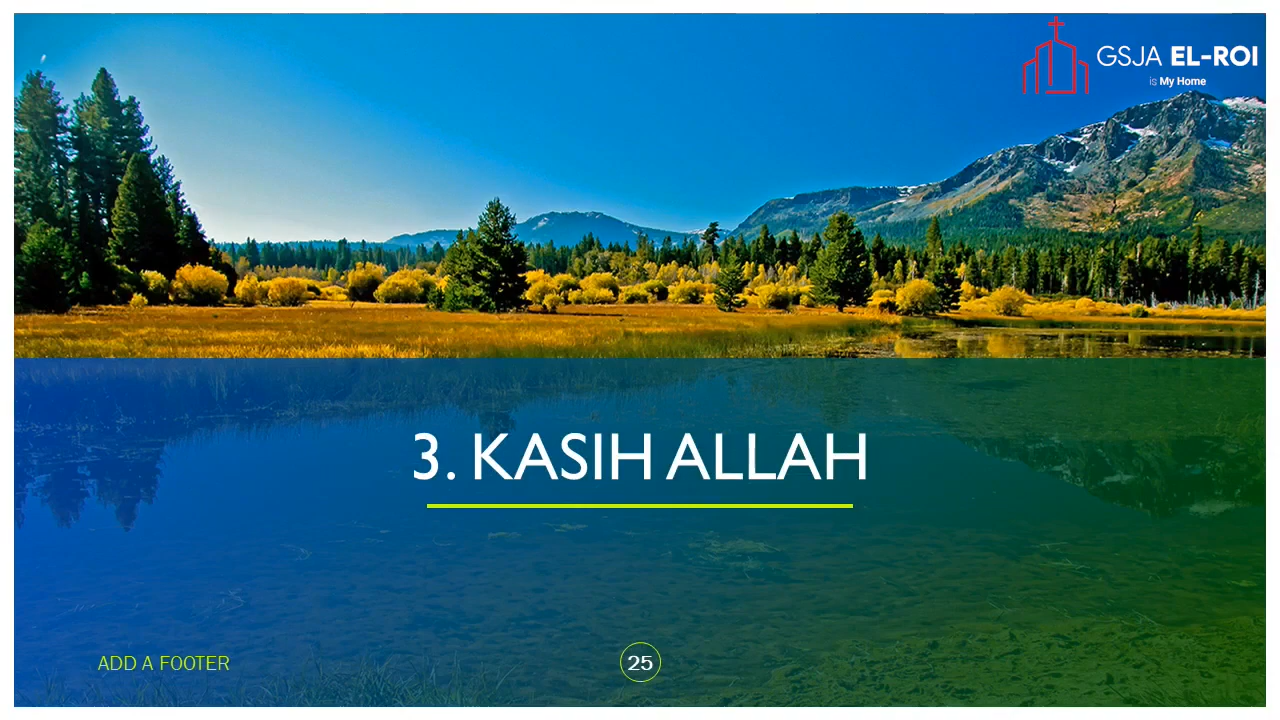 GSJA EL-ROI
is My Home
3. KASIH ALLAH
ADD A FOOTER
25